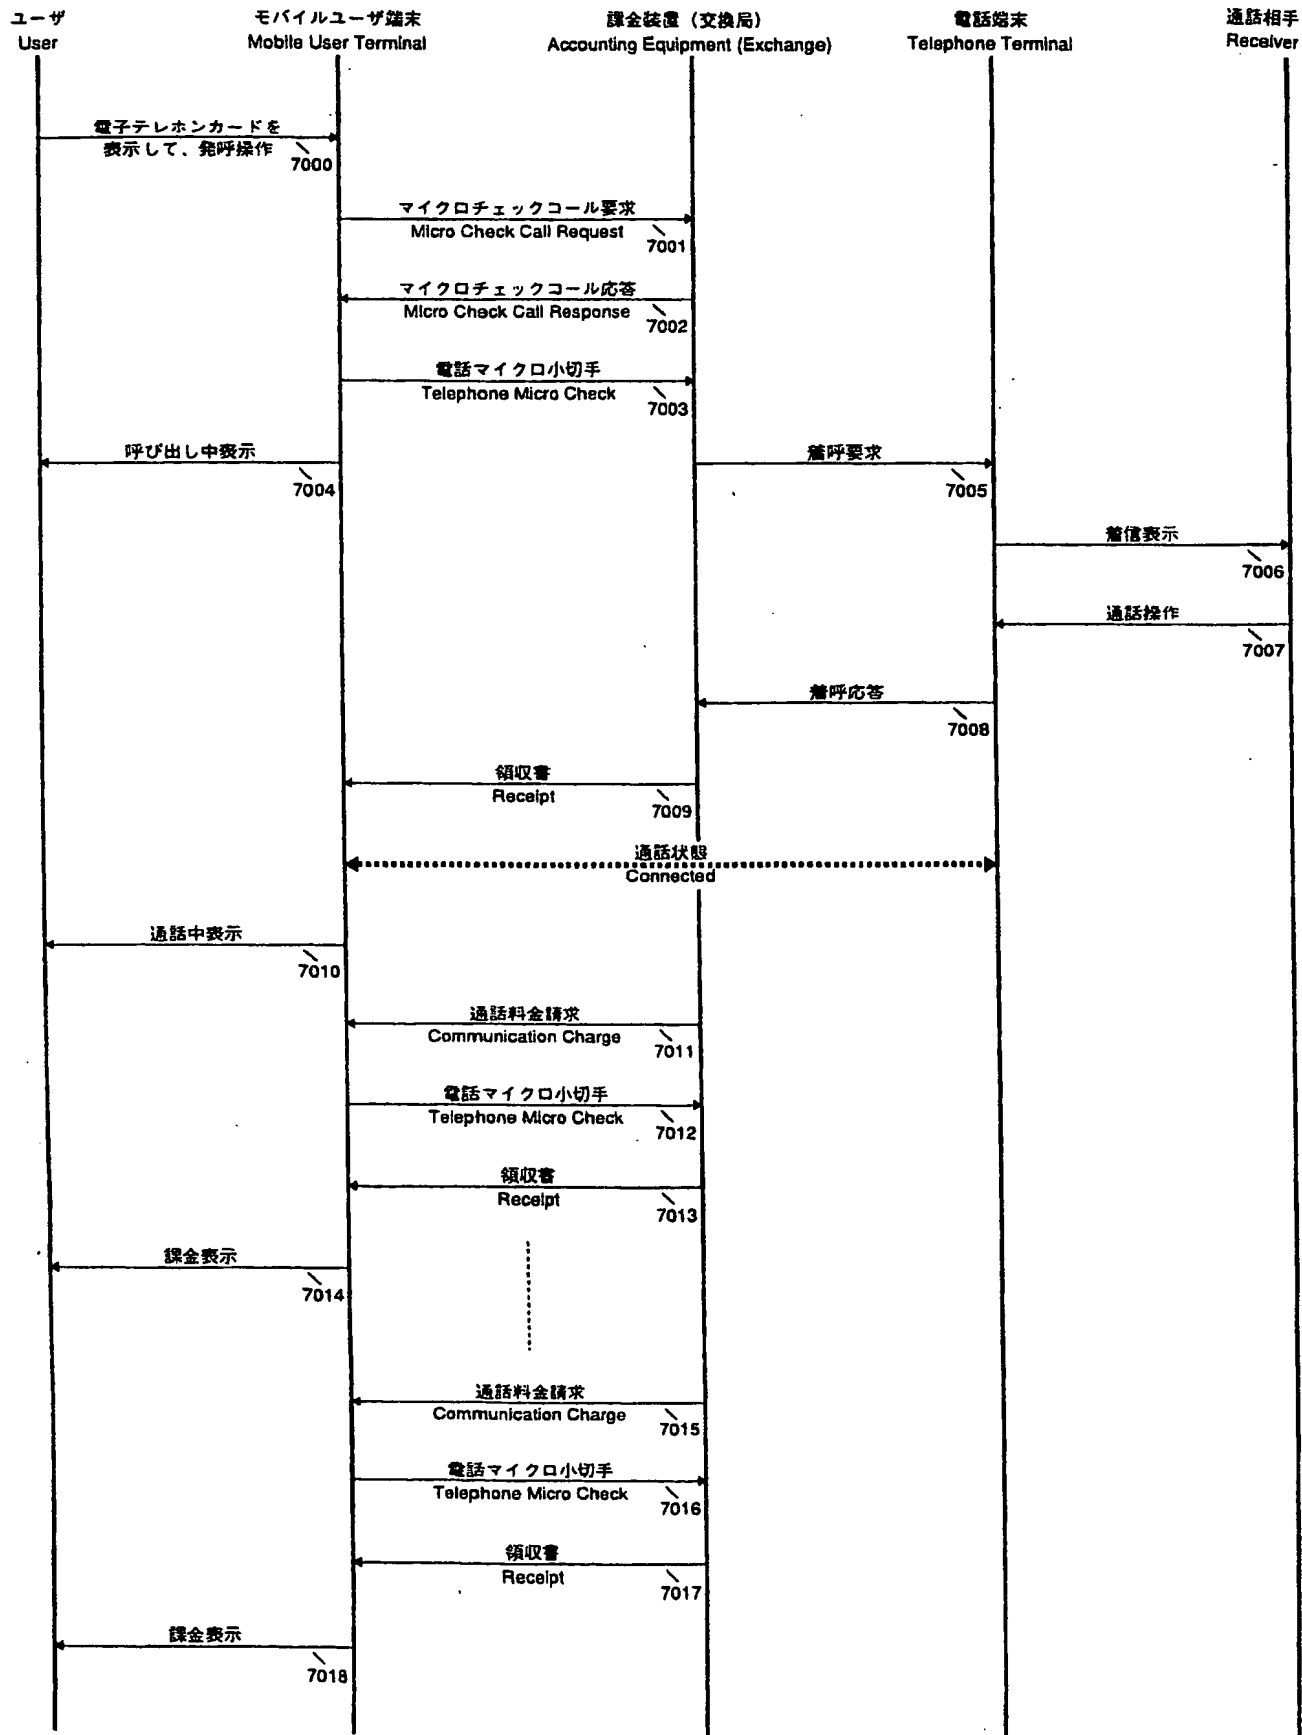 ユーザ
User
モバイルユーザ端末
Mobile User Terminal
課金装置（交換局）
Accounting Equipment (Exchange)
電話端末
Telephone Terminal
通話相手
Receiver
電子テレホンカードを
表示して、発呼操作
7000
マイクロチェックコール要求
Micro Check Call Request
7001
マイクロチェックコール応答
Micro Check Call Response
7002
電話マイクロ小切手
Telephone Micro Check
7003
呼び出し中表示
7004
着呼要求
7005
着信表示
7006
通話操作
7007
着呼応答
7008
領収書
Receipt
7009
通話状態
Connected
通話中表示
7010
通話料金請求
Communication Charge
7011
電話マイクロ小切手
Telephone Micro Check
7012
領収書
Receipt
7013
課金表示
7014
通話料金請求
Communication Charge
7015
電話マイクロ小切手
Telephone Micro Check
7016
領収書
Receipt
7017
課金表示
7018